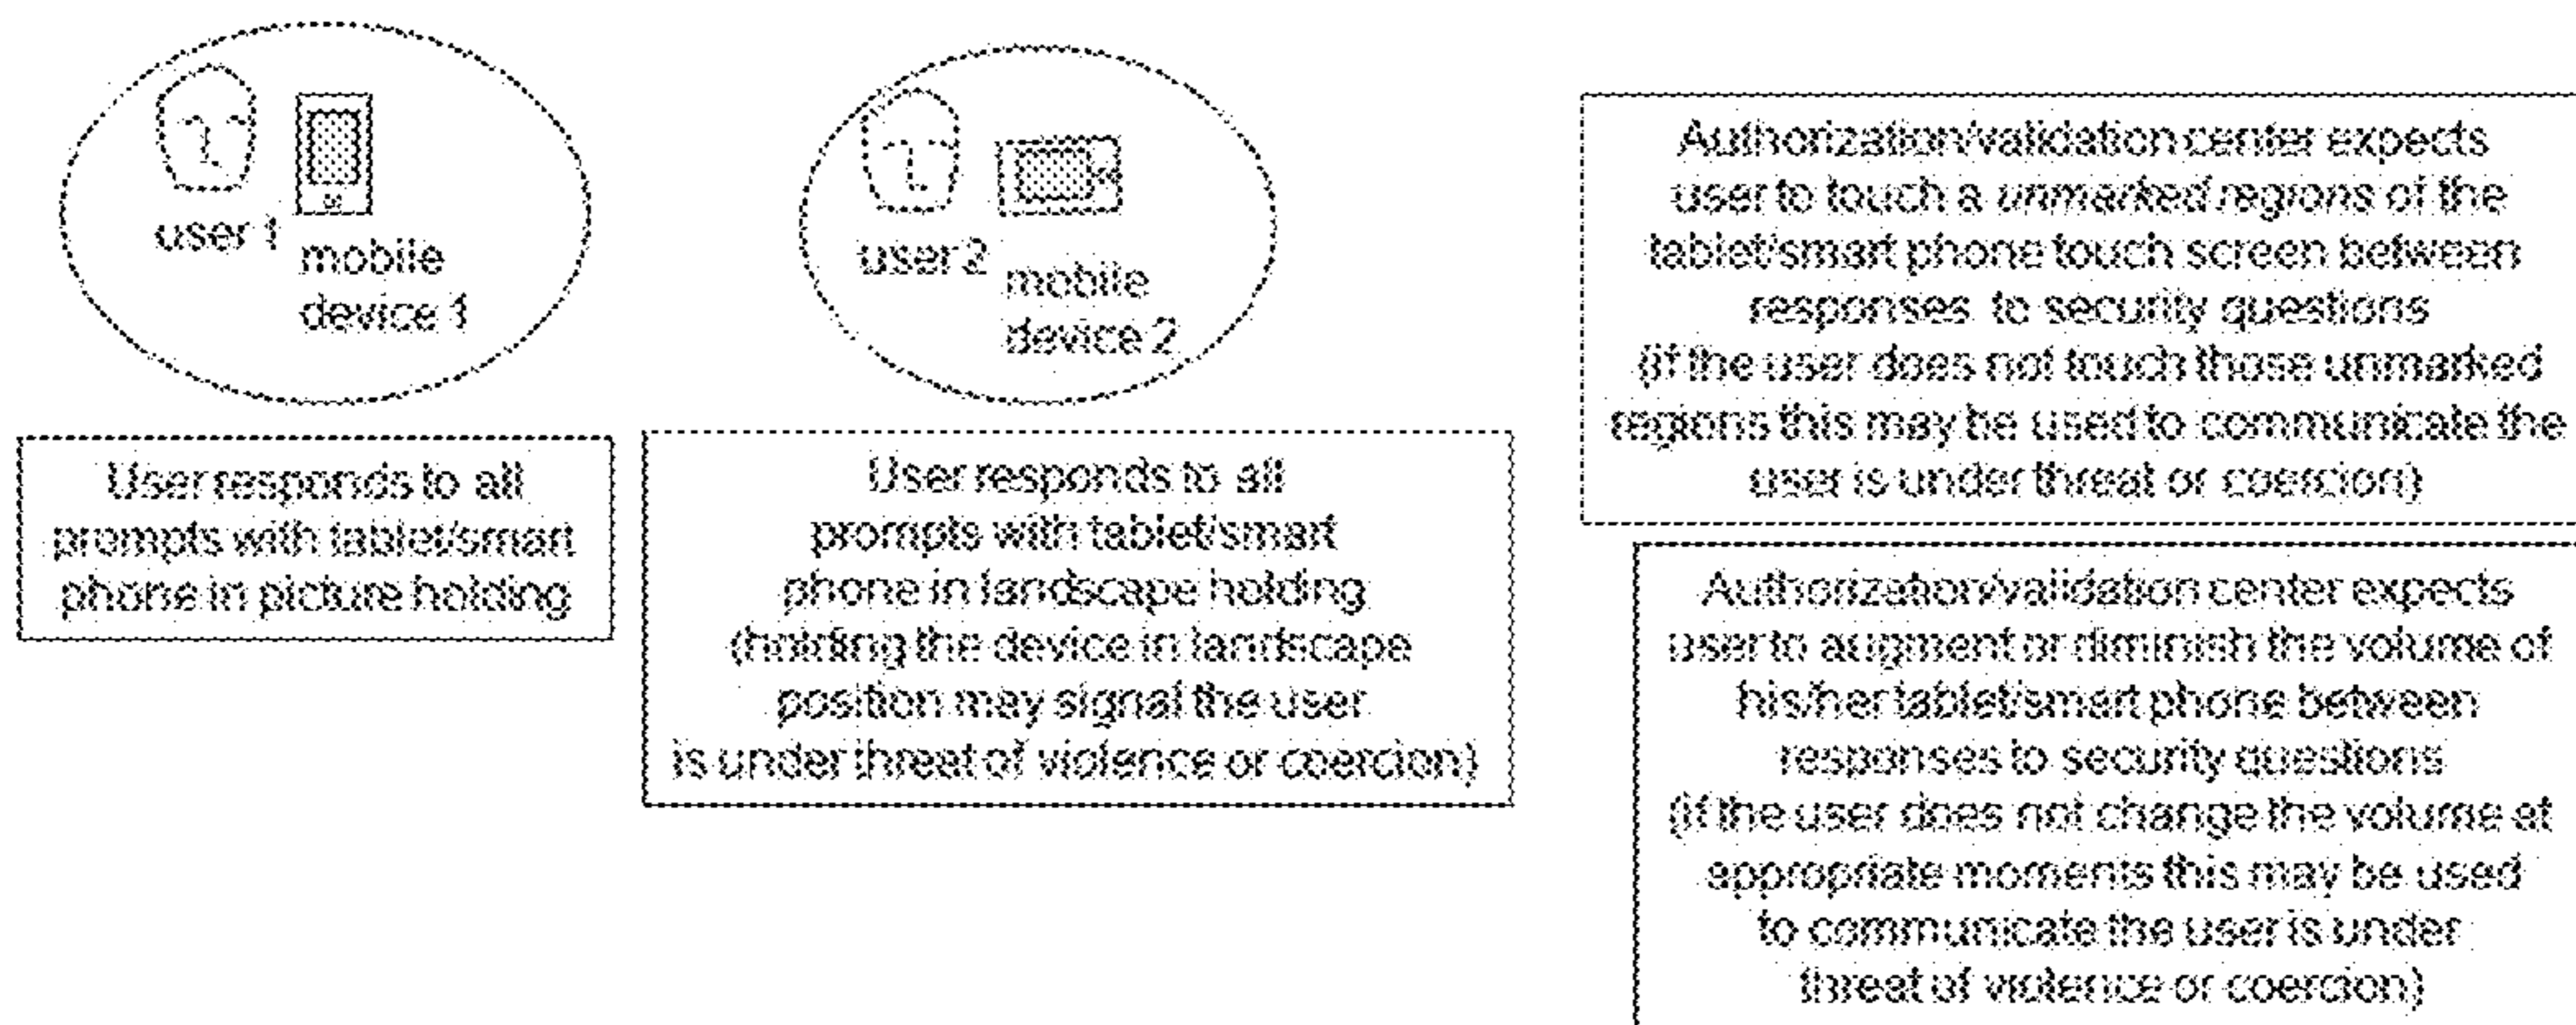 user 1
mobile
device 1
user 2
mobile
device 2
User responds to all
prompts with tablet/smart
phone in picture holding
User responds to all
prompts with tablet/smart
phone in landscape holding
(holding the device in landscape
position may signal the user
is under threat of violence or coercion)
Authorization/validation center expects
user to touch a unmarked regions of the
tablet/smart phone touch screen between
responses to security questions
(if the user does not touch those unmarked
regions this may be used to communicate the
user is under threat or coercion)
Authorization/validation center expects
user to augment or diminish the volume of
his/her tablet/smart phone between
responses to security questions
(if the user does not change the volume at
appropriate moments this may be used
to communicate the user is under
threat of violence or coercion)